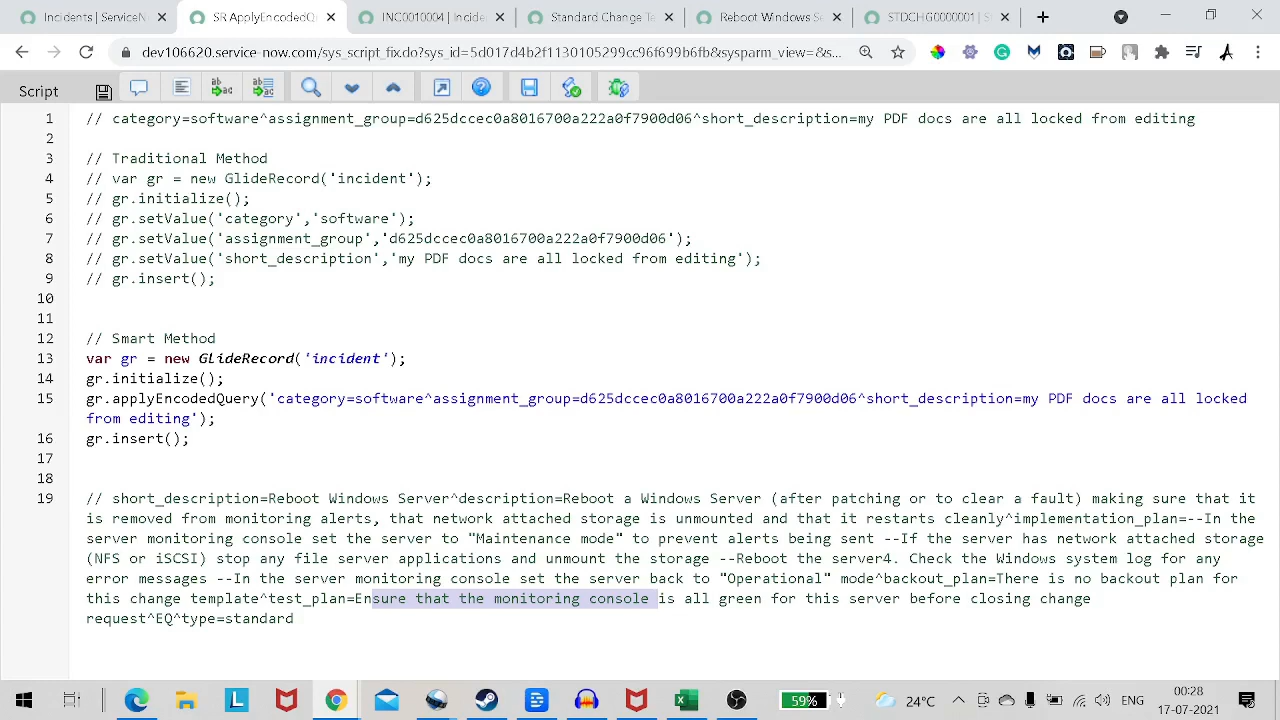 Incidents | ServiceN
SR ApplyEncodedQ
INC0010004 | Incide
Standard Change Te
Reboot Windows S
STDCHG0000001 | S
dev106620.service-now.com/sys_script_fix.do?sys_id=5d017d4b2f1130105299cc96f699b6fb&sysparm_view=&s...
Script
1 // category=software^assignment_group=d625dccec0a8016700a222a0f7900d06^short_description=my PDF docs are all locked from editing
2
3 // Traditional Method
4 // var gr = new GlideRecord('incident');
5 // gr.initialize();
6 // gr.setValue('category','software');
7 // gr.setValue('assignment_group','d625dccec0a8016700a222a0f7900d06');
8 // gr.setValue('short_description','my PDF docs are all locked from editing');
9 // gr.insert();
10
11
12 // Smart Method
13 var gr = new GlideRecord('incident');
14 gr.initialize();
15 gr.applyEncodedQuery('category=software^assignment_group=d625dccec0a8016700a222a0f7900d06^short_description=my PDF docs are all locked
from editing');
16 gr.insert();
17
18
19 // short_description=Reboot Windows Server^description=Reboot a Windows Server (after patching or to clear a fault) making sure that it
is removed from monitoring alerts, that network attached storage is unmounted and that it restarts cleanly^implementation_plan=--In the
server monitoring console set the server to "Maintenance mode" to prevent alerts being sent --If the server has network attached storage
(NFS or iSCSI) stop any file server applications and unmount the storage --Reboot the server4. Check the Windows system log for any
error messages --In the server monitoring console set the server back to "Operational" mode^backout_plan=There is no backout plan for
this change template^test_plan=Ensure that the monitoring console is all green for this server before closing change
request^EQ^type=standard
59%
24°C
ENG
00:28
17-07-2021